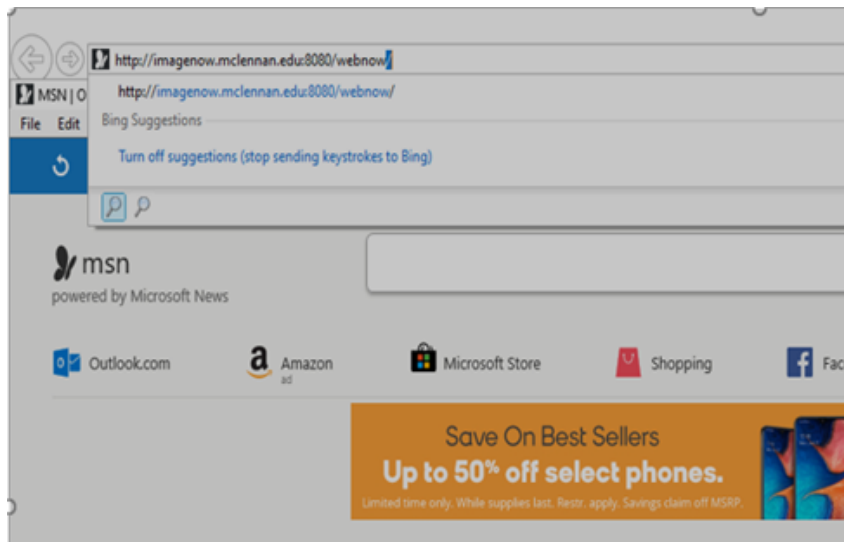 http://imagenow.mclennan.edu:8080/webnow/
http://imagenow.mclennan.edu:8080/webnow/
MSN | O
File Edit
Bing Suggestions
Turn off suggestions (stop sending keystrokes to Bing)
msn
powered by Microsoft News
Outlook.com
a Amazon
ad
Microsoft Store
Shopping
f Fac
Save On Best Sellers
Up to 50% off select phones.
Limited time only. While supplies last. Restr. apply. Savings claim off MSRP.